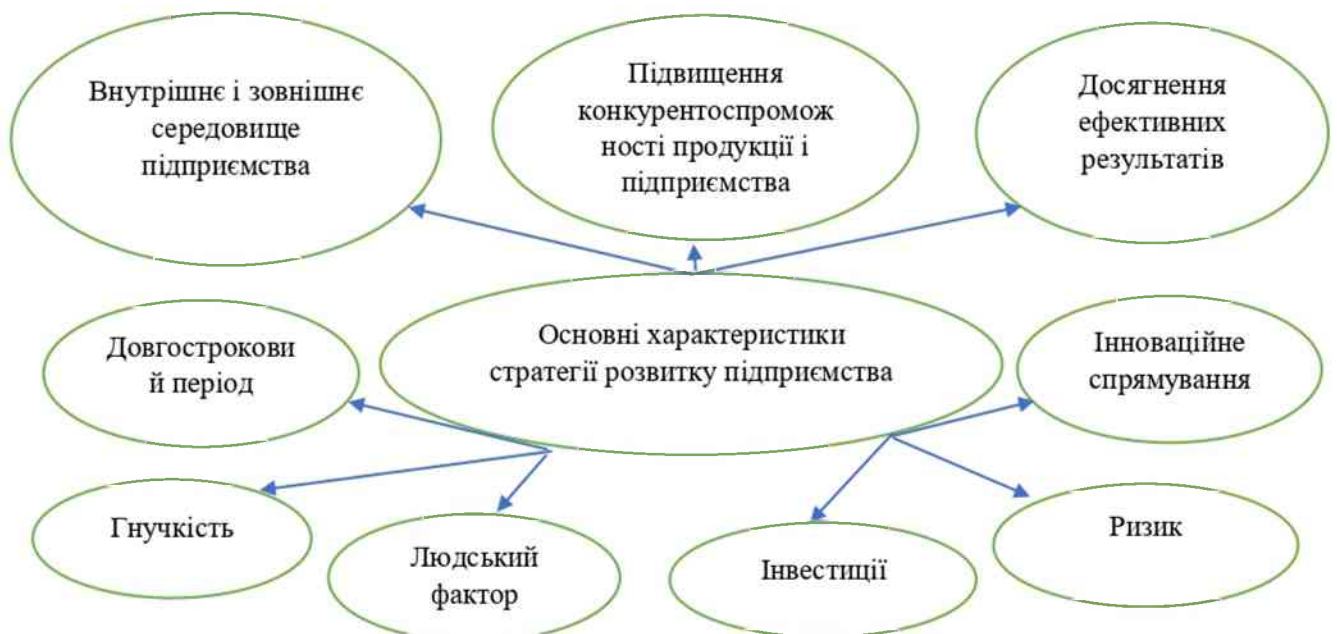 Внутрішнє і зовнішнє
середовище
підприємства
Підвищення
конкурентоспромож
ності продукції і
підприємства
Досягнення
ефективних
результатів
Основні характеристики
стратегії розвитку підприємства
Довгострокови
й період
Інноваційне
спрямування
Гнучкість
Людський
фактор
Інвестиції
Ризик